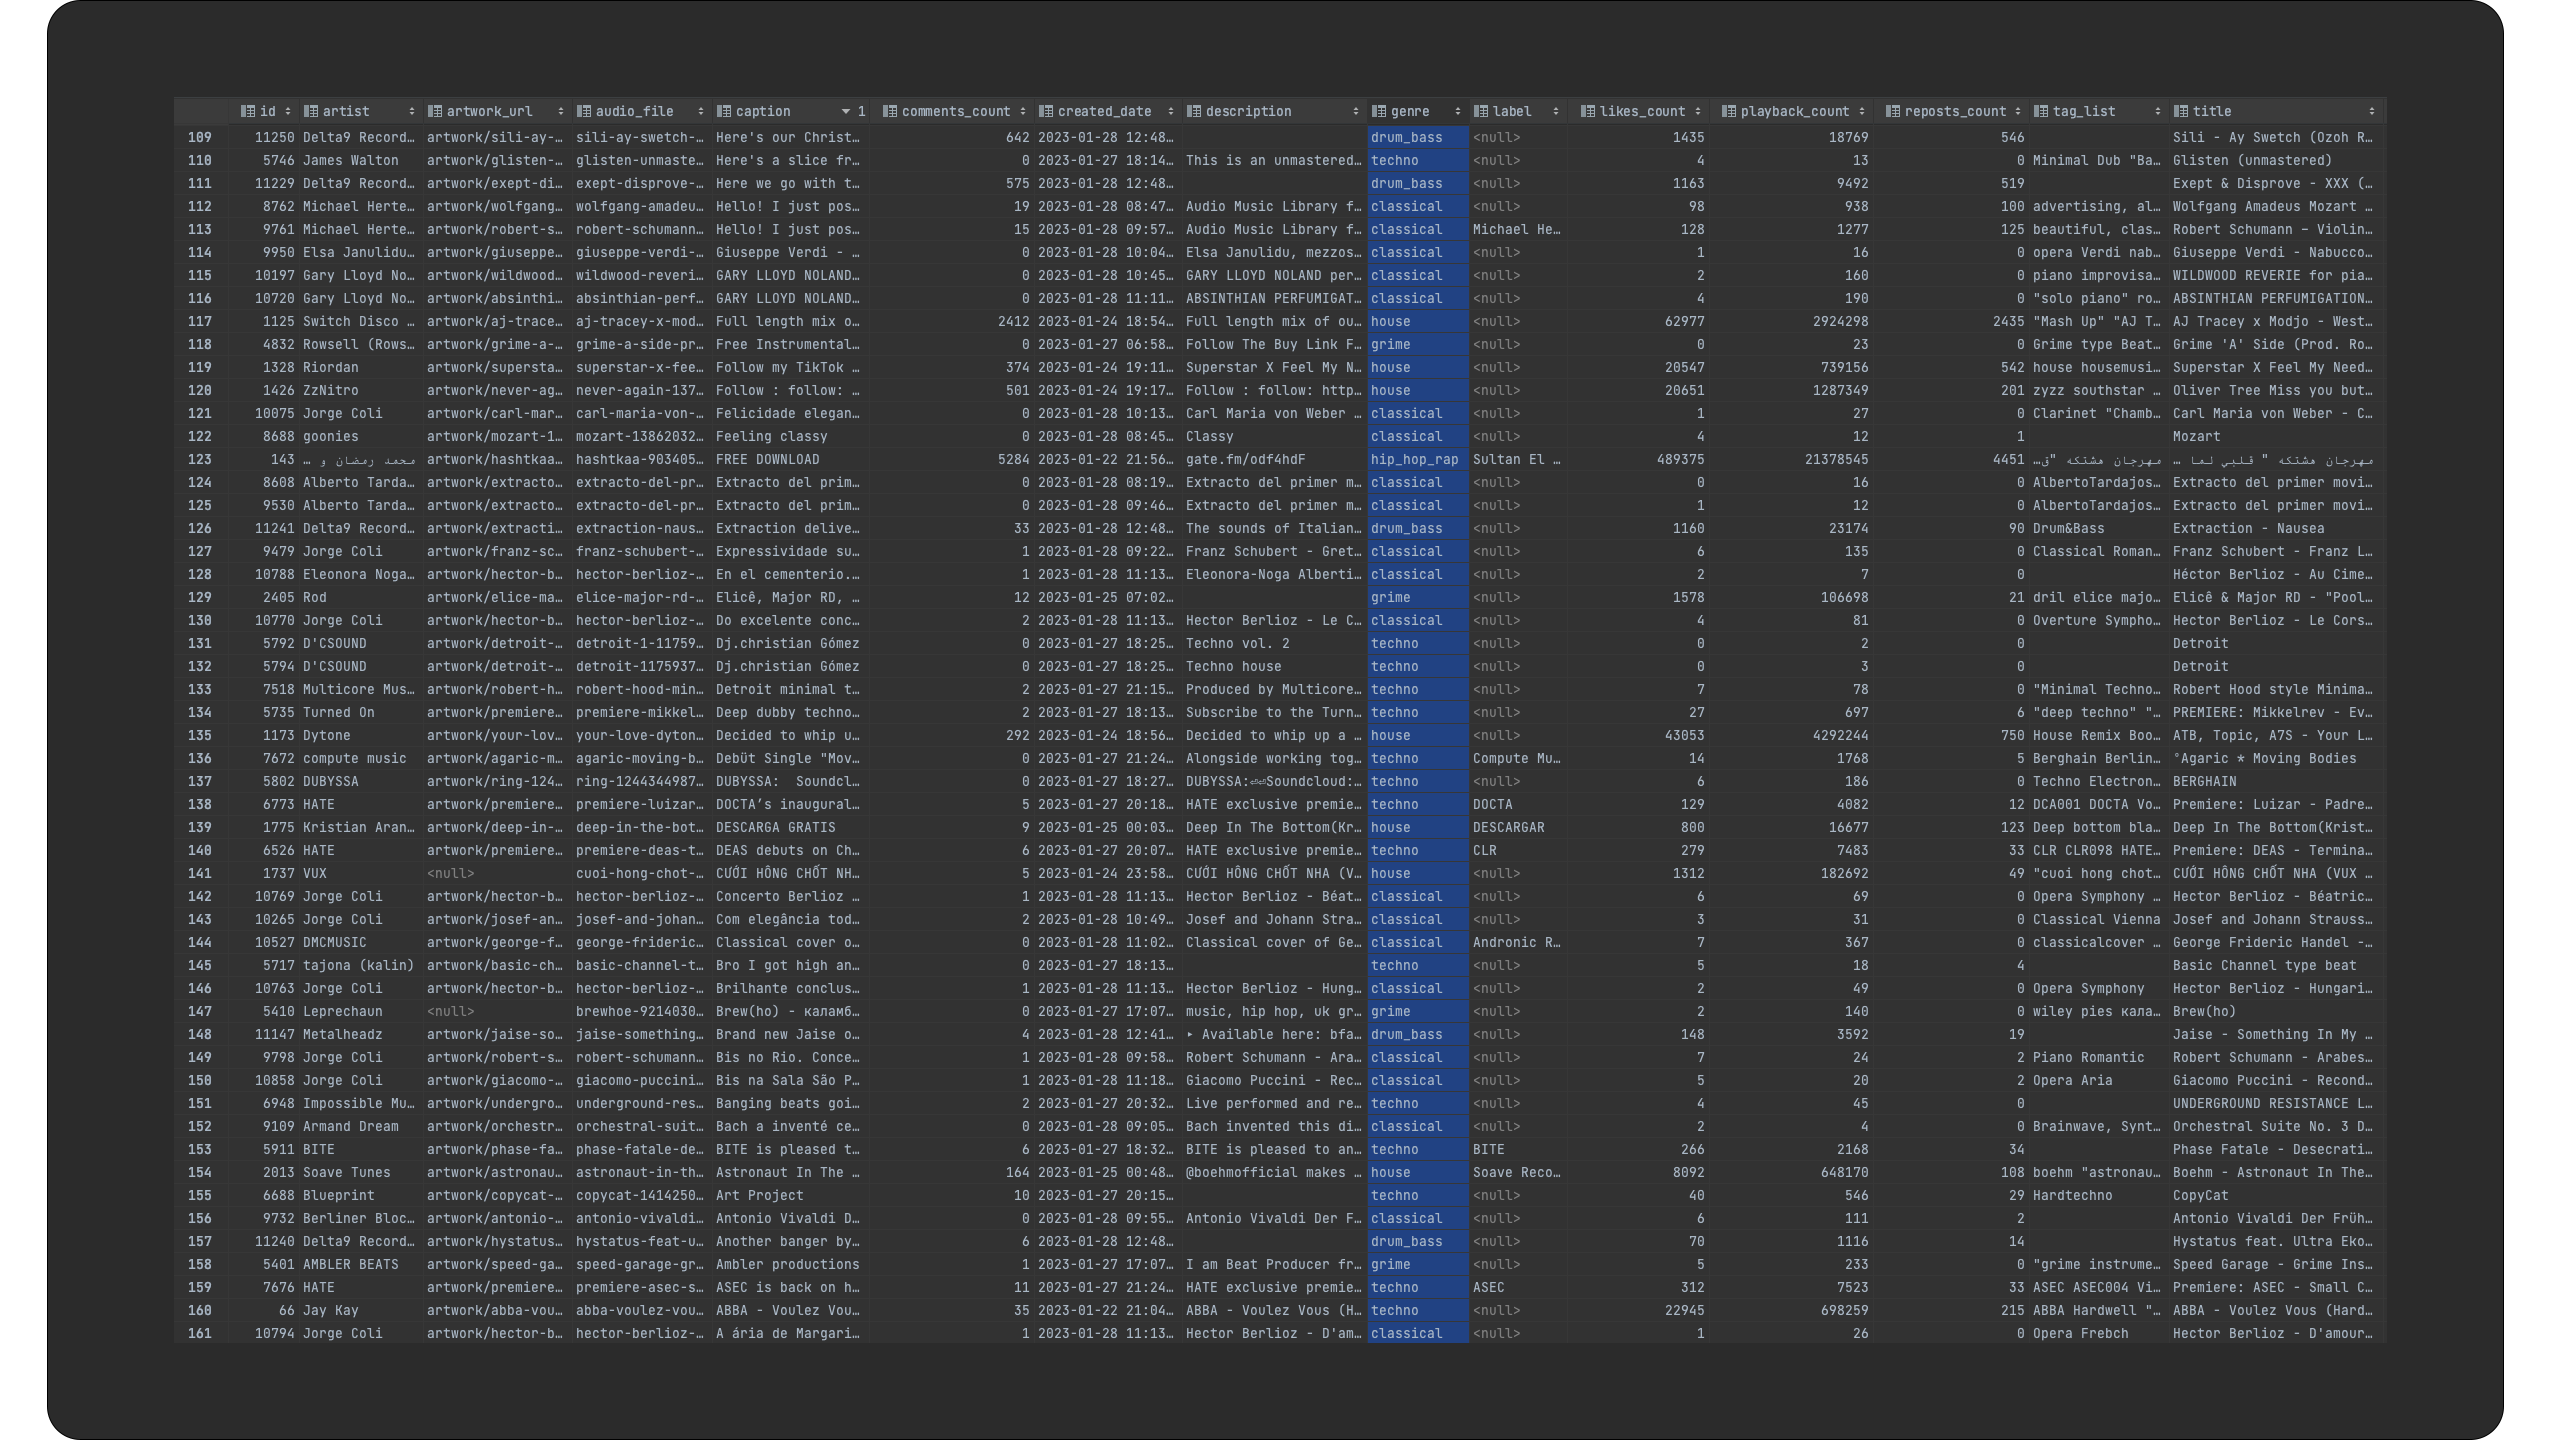 id artist artwork_url audio_file caption 1 comments_count created_date description genre label likes_count playback_count reposts_count tag_list title
109 11250 Delta9 Record… artwork/sili-ay-… sili-ay-swetch-… Here's our Christ… 642 2023-01-28 12:48… drum_bass <null> 1435 18769 546 Sili - Ay Swetch (Ozoh R…
110 5746 James Walton artwork/glisten-… glisten-unmaste… Here's a slice fr… 0 2023-01-27 18:14… This is an unmastered… techno <null> 4 13 0 Minimal Dub "Ba… Glisten (unmastered)
111 11229 Delta9 Record… artwork/exept-di… exept-disprove-… Here we go with t… 575 2023-01-28 12:48… drum_bass <null> 1163 9492 519 Exept & Disprove - XXX (…
112 8762 Michael Herte… artwork/wolfgang… wolfgang-amadeu… Hello! I just pos… 19 2023-01-28 08:47… Audio Music Library f… classical <null> 98 938 100 advertising, al… Wolfgang Amadeus Mozart …
113 9761 Michael Herte… artwork/robert-s… robert-schumann… Hello! I just pos… 15 2023-01-28 09:57… Audio Music Library f… classical Michael He… 128 1277 125 beautiful, clas… Robert Schumann – Violin…
114 9950 Elsa Janulidu… artwork/giuseppe… giuseppe-verdi-… Giuseppe Verdi - … 0 2023-01-28 10:04… Elsa Janulidu, mezzos… classical <null> 1 16 0 opera Verdi nab… Giuseppe Verdi - Nabucco…
115 10197 Gary Lloyd No… artwork/wildwood… wildwood-reveri… GARY LLOYD NOLAND… 0 2023-01-28 10:45… GARY LLOYD NOLAND per… classical <null> 2 160 0 piano improvisa… WILDWOOD REVERIE for pia…
116 10720 Gary Lloyd No… artwork/absinthi… absinthian-perf… GARY LLOYD NOLAND… 0 2023-01-28 11:11… ABSINTHIAN PERFUMIGAT… classical <null> 4 190 0 "solo piano" ro… ABSINTHIAN PERFUMIGATION…
117 1125 Switch Disco … artwork/aj-trace… aj-tracey-x-mod… Full length mix o… 2412 2023-01-24 18:54… Full length mix of ou… house <null> 62977 2924298 2435 "Mash Up" "AJ T… AJ Tracey x Modjo - West…
118 4832 Rowsell (Rows… artwork/grime-a-… grime-a-side-pr… Free Instrumental… 0 2023-01-27 06:58… Follow The Buy Link F… grime <null> 0 23 0 Grime type Beat… Grime 'A' Side (Prod. Ro…
119 1328 Riordan artwork/supersta… superstar-x-fee… Follow my TikTok … 374 2023-01-24 19:11… Superstar X Feel My N… house <null> 20547 739156 542 house housemusi… Superstar X Feel My Need…
120 1426 ZzNitro artwork/never-ag… never-again-137… Follow : follow: … 501 2023-01-24 19:17… Follow : follow: http… house <null> 20651 1287349 201 zyzz southstar … Oliver Tree Miss you but…
121 10075 Jorge Coli artwork/carl-mar… carl-maria-von-… Felicidade elegan… 0 2023-01-28 10:13… Carl Maria von Weber … classical <null> 1 27 0 Clarinet "Chamb… Carl Maria von Weber - C…
122 8688 goonies artwork/mozart-1… mozart-13862032… Feeling classy 0 2023-01-28 08:45… Classy classical <null> 4 12 1 Mozart
123 143 محمد رمضان و … artwork/hashtkaa… hashtkaa-903405… FREE DOWNLOAD 5284 2023-01-22 21:56… gate.fm/odf4hdF hip_hop_rap Sultan El … 489375 21378545 4451 مهرجان هشتكه "ق… مهرجان هشتكه " قلبي لما …
124 8608 Alberto Tarda… artwork/extracto… extracto-del-pr… Extracto del prim… 0 2023-01-28 08:19… Extracto del primer m… classical <null> 0 16 0 AlbertoTardajos… Extracto del primer movi…
125 9530 Alberto Tarda… artwork/extracto… extracto-del-pr… Extracto del prim… 0 2023-01-28 09:46… Extracto del primer m… classical <null> 1 12 0 AlbertoTardajos… Extracto del primer movi…
126 11241 Delta9 Record… artwork/extracti… extraction-naus… Extraction delive… 33 2023-01-28 12:48… The sounds of Italian… drum_bass <null> 1160 23174 90 Drum&Bass Extraction - Nausea
127 9479 Jorge Coli artwork/franz-sc… franz-schubert-… Expressividade su… 1 2023-01-28 09:22… Franz Schubert - Gret… classical <null> 6 135 0 Classical Roman… Franz Schubert - Franz L…
128 10788 Eleonora Noga… artwork/hector-b… hector-berlioz-… En el cementerio.… 1 2023-01-28 11:13… Eleonora-Noga Alberti… classical <null> 2 7 0 Héctor Berlioz - Au Cime…
129 2405 Rod artwork/elice-ma… elice-major-rd-… Elicê, Major RD, … 12 2023-01-25 07:02… grime <null> 1578 106698 21 dril elice majo… Elicê & Major RD - "Pool…
130 10770 Jorge Coli artwork/hector-b… hector-berlioz-… Do excelente conc… 2 2023-01-28 11:13… Hector Berlioz - Le C… classical <null> 4 81 0 Overture Sympho… Hector Berlioz - Le Cors…
131 5792 D'CSOUND artwork/detroit-… detroit-1-11759… Dj.christian Gómez 0 2023-01-27 18:25… Techno vol. 2 techno <null> 0 2 0 Detroit
132 5794 D'CSOUND artwork/detroit-… detroit-1175937… Dj.christian Gómez 0 2023-01-27 18:25… Techno house techno <null> 0 3 0 Detroit
133 7518 Multicore Mus… artwork/robert-h… robert-hood-min… Detroit minimal t… 2 2023-01-27 21:15… Produced by Multicore… techno <null> 7 78 0 "Minimal Techno… Robert Hood style Minima…
134 5735 Turned On artwork/premiere… premiere-mikkel… Deep dubby techno… 2 2023-01-27 18:13… Subscribe to the Turn… techno <null> 27 697 6 "deep techno" "… PREMIERE: Mikkelrev - Ev…
135 1173 Dytone artwork/your-lov… your-love-dyton… Decided to whip u… 292 2023-01-24 18:56… Decided to whip up a … house <null> 43053 4292244 750 House Remix Boo… ATB, Topic, A7S - Your L…
136 7672 compute music artwork/agaric-m… agaric-moving-b… Debüt Single "Mov… 0 2023-01-27 21:24… Alongside working tog… techno Compute Mu… 14 1768 5 Berghain Berlin… °Agaric * Moving Bodies
137 5802 DUBYSSA artwork/ring-124… ring-1244344987… DUBYSSA: Soundcl… 0 2023-01-27 18:27… DUBYSSA:⏎⏎Soundcloud:… techno <null> 6 186 0 Techno Electron… BERGHAIN
138 6773 HATE artwork/premiere… premiere-luizar… DOCTA’s inaugural… 5 2023-01-27 20:18… HATE exclusive premie… techno DOCTA 129 4082 12 DCA001 DOCTA Vo… Premiere: Luizar - Padre…
139 1775 Kristian Aran… artwork/deep-in-… deep-in-the-bot… DESCARGA GRATIS 9 2023-01-25 00:03… Deep In The Bottom(Kr… house DESCARGAR 800 16677 123 Deep bottom bla… Deep In The Bottom(Krist…
140 6526 HATE artwork/premiere… premiere-deas-t… DEAS debuts on Ch… 6 2023-01-27 20:07… HATE exclusive premie… techno CLR 279 7483 33 CLR CLR098 HATE… Premiere: DEAS - Termina…
141 1737 VUX <null> cuoi-hong-chot-… CƯỚI HÔNG CHỐT NH… 5 2023-01-24 23:58… CƯỚI HÔNG CHỐT NHA (V… house <null> 1312 182692 49 "cuoi hong chot… CƯỚI HÔNG CHỐT NHA (VUX …
142 10769 Jorge Coli artwork/hector-b… hector-berlioz-… Concerto Berlioz … 1 2023-01-28 11:13… Hector Berlioz - Béat… classical <null> 6 69 0 Opera Symphony … Hector Berlioz - Béatric…
143 10265 Jorge Coli artwork/josef-an… josef-and-johan… Com elegância tod… 2 2023-01-28 10:49… Josef and Johann Stra… classical <null> 3 31 0 Classical Vienna Josef and Johann Strauss…
144 10527 DMCMUSIC artwork/george-f… george-frideric… Classical cover o… 0 2023-01-28 11:02… Classical cover of Ge… classical Andronic R… 7 367 0 classicalcover … George Frideric Handel -…
145 5717 tajona (kalin) artwork/basic-ch… basic-channel-t… Bro I got high an… 0 2023-01-27 18:13… techno <null> 5 18 4 Basic Channel type beat
146 10763 Jorge Coli artwork/hector-b… hector-berlioz-… Brilhante conclus… 1 2023-01-28 11:13… Hector Berlioz - Hung… classical <null> 2 49 0 Opera Symphony Hector Berlioz - Hungari…
147 5410 Leprechaun <null> brewhoe-9214030… Brew(ho) - каламб… 0 2023-01-27 17:07… music, hip hop, uk gr… grime <null> 2 140 0 wiley pies кала… Brew(ho)
148 11147 Metalheadz artwork/jaise-so… jaise-something… Brand new Jaise o… 4 2023-01-28 12:41… ‣ Available here: bfa… drum_bass <null> 148 3592 19 Jaise - Something In My …
149 9798 Jorge Coli artwork/robert-s… robert-schumann… Bis no Rio. Conce… 1 2023-01-28 09:58… Robert Schumann - Ara… classical <null> 7 24 2 Piano Romantic Robert Schumann - Arabes…
150 10858 Jorge Coli artwork/giacomo-… giacomo-puccini… Bis na Sala São P… 1 2023-01-28 11:18… Giacomo Puccini - Rec… classical <null> 5 20 2 Opera Aria Giacomo Puccini - Recond…
151 6948 Impossible Mu… artwork/undergro… underground-res… Banging beats goi… 2 2023-01-27 20:32… Live performed and re… techno <null> 4 45 0 UNDERGROUND RESISTANCE L…
152 9109 Armand Dream artwork/orchestr… orchestral-suit… Bach a inventé ce… 0 2023-01-28 09:05… Bach invented this di… classical <null> 2 4 0 Brainwave, Synt… Orchestral Suite No. 3 D…
153 5911 BITE artwork/phase-fa… phase-fatale-de… BITE is pleased t… 6 2023-01-27 18:32… BITE is pleased to an… techno BITE 266 2168 34 Phase Fatale - Desecrati…
154 2013 Soave Tunes artwork/astronau… astronaut-in-th… Astronaut In The … 164 2023-01-25 00:48… @boehmofficial makes … house Soave Reco… 8092 648170 108 boehm "astronau… Boehm - Astronaut In The…
155 6688 Blueprint artwork/copycat-… copycat-1414250… Art Project 10 2023-01-27 20:15… techno <null> 40 546 29 Hardtechno CopyCat
156 9732 Berliner Bloc… artwork/antonio-… antonio-vivaldi… Antonio Vivaldi D… 0 2023-01-28 09:55… Antonio Vivaldi Der F… classical <null> 6 111 2 Antonio Vivaldi Der Früh…
157 11240 Delta9 Record… artwork/hystatus… hystatus-feat-u… Another banger by… 6 2023-01-28 12:48… drum_bass <null> 70 1116 14 Hystatus feat. Ultra Eko…
158 5401 AMBLER BEATS artwork/speed-ga… speed-garage-gr… Ambler productions 1 2023-01-27 17:07… I am Beat Producer fr… grime <null> 5 233 0 "grime instrume… Speed Garage - Grime Ins…
159 7676 HATE artwork/premiere… premiere-asec-s… ASEC is back on h… 11 2023-01-27 21:24… HATE exclusive premie… techno ASEC 312 7523 33 ASEC ASEC004 Vi… Premiere: ASEC - Small C…
160 66 Jay Kay artwork/abba-vou… abba-voulez-vou… ABBA - Voulez Vou… 35 2023-01-22 21:04… ABBA - Voulez Vous (H… techno <null> 22945 698259 215 ABBA Hardwell "… ABBA - Voulez Vous (Hard…
161 10794 Jorge Coli artwork/hector-b… hector-berlioz-… A ária de Margari… 1 2023-01-28 11:13… Hector Berlioz - D'am… classical <null> 1 26 0 Opera Frebch Hector Berlioz - D'amour…